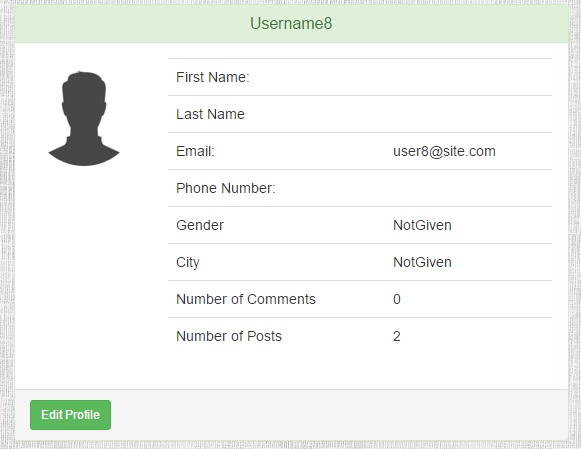 Username8
First Name:
Last Name
Email: user8@site.com
Phone Number:
Gender NotGiven
City NotGiven
Number of Comments 0
Number of Posts 2
Edit Profile